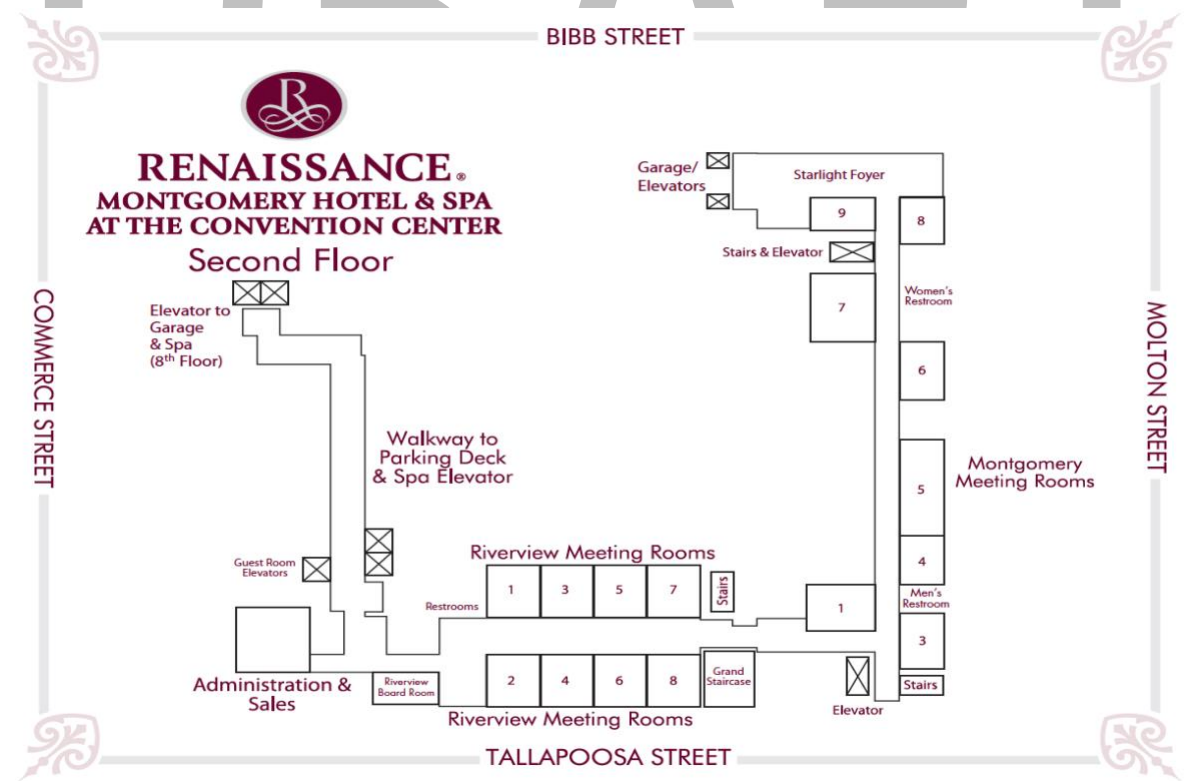 BIBB STREET
R
RENAISSANCE®
MONTGOMERY HOTEL & SPA
AT THE CONVENTION CENTER
Second Floor
Elevator to
Garage
& Spa
(8th Floor)
COMMERCE STREET
Walkway to
Parking Deck
& Spa Elevator
Guest Room
Elevators
Administration &
Sales
Restrooms
Riverview
Board Room
Riverview Meeting Rooms
1
3
5
7
Stairs
2
4
6
8
Grand
Staircase
Riverview Meeting Rooms
Garage/
Elevators
Starlight Foyer
9
8
Stairs & Elevator
7
Women's
Restroom
6
Montgomery
Meeting Rooms
5
4
Men's
Restroom
1
3
Stairs
Elevator
MOLTON STREET
TALLAPOOSA STREET